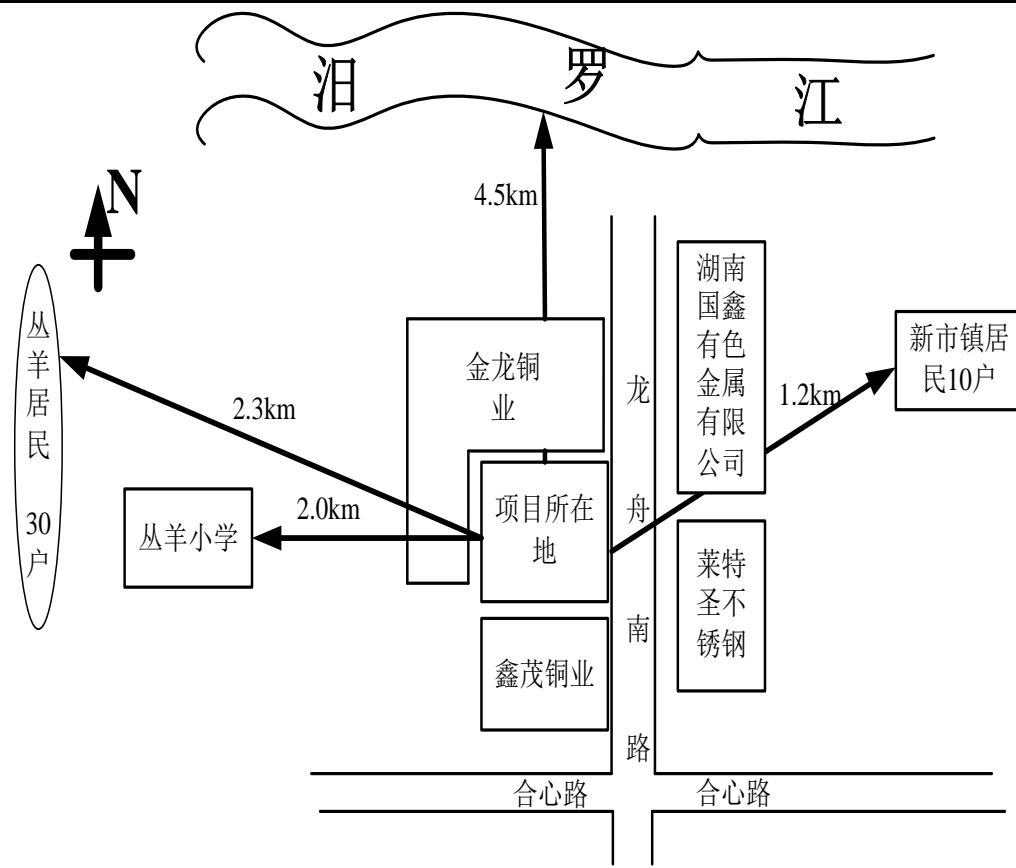 汨 罗 江
N
4.5km
丛
羊
居
民
30
户
2.3km
2.0km
丛羊小学
金龙铜
业
项目所在
地
鑫茂铜业
龙
舟
南
路
湖南
国鑫
有色
金属
有限
公司
1.2km
新市镇居
民10户
莱特
圣不
锈钢
合心路
合心路